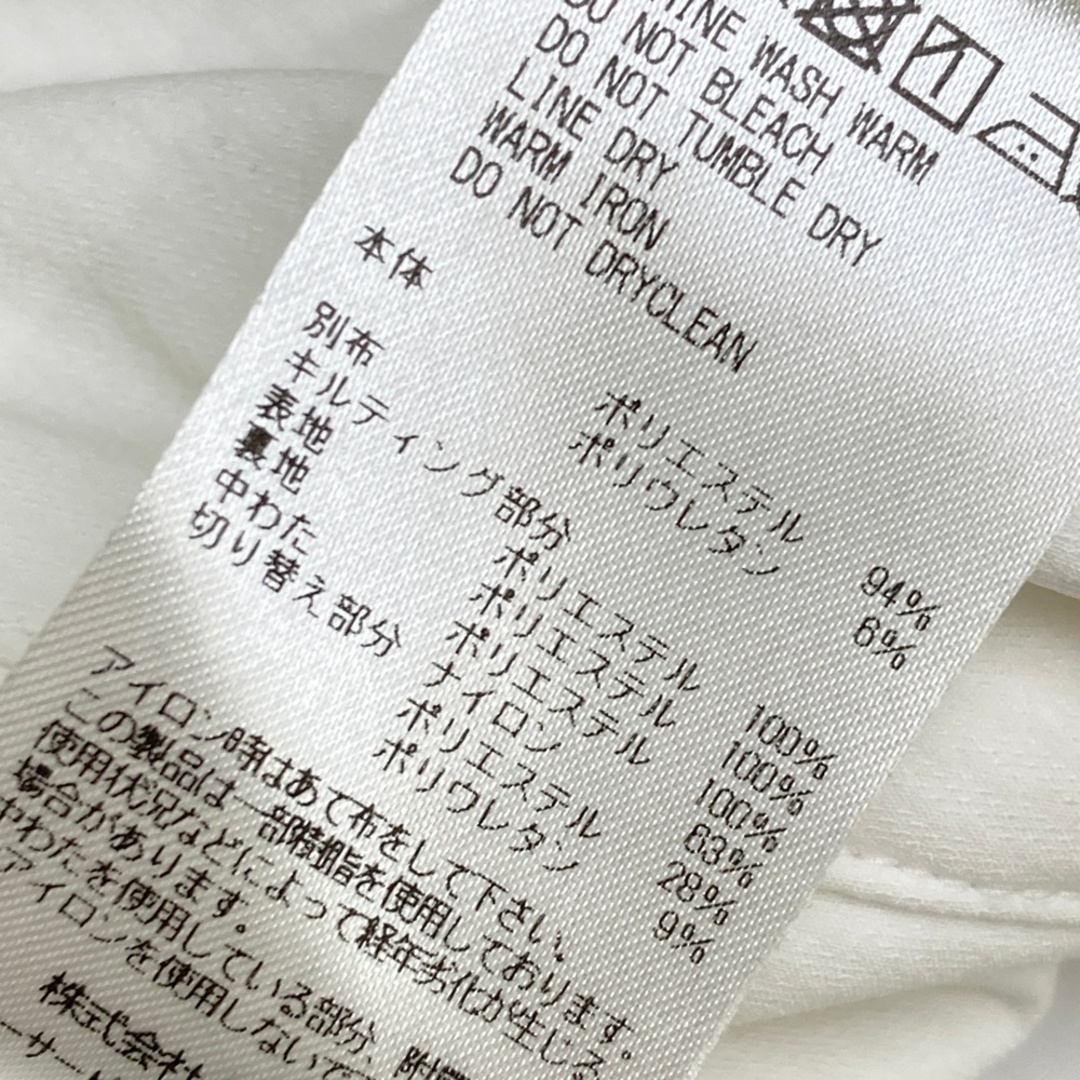 WASH WARM
DO NOT BLEACH
DO NOT TUMBLE DRY
LINE DRY
WARM IRON
DO NOT DRYCLEAN
本体 ポリエステル 94%
ポリウレタン 6%
別布
キルティング部分
表地 ポリエステル 100%
裏地 ポリエステル 100%
中わた ポリエステル 100%
切り替え部分 ナイロン 63%
ポリエステル 28%
ポリウレタン 9%
アイロン時はあて布をして下さい。
この製品は一部樹脂を使用しております。
使用状況などによって経年劣化が生じる
場合があります。
中わたを使用している部分、附属
アイロンを使用しないで
株式会社